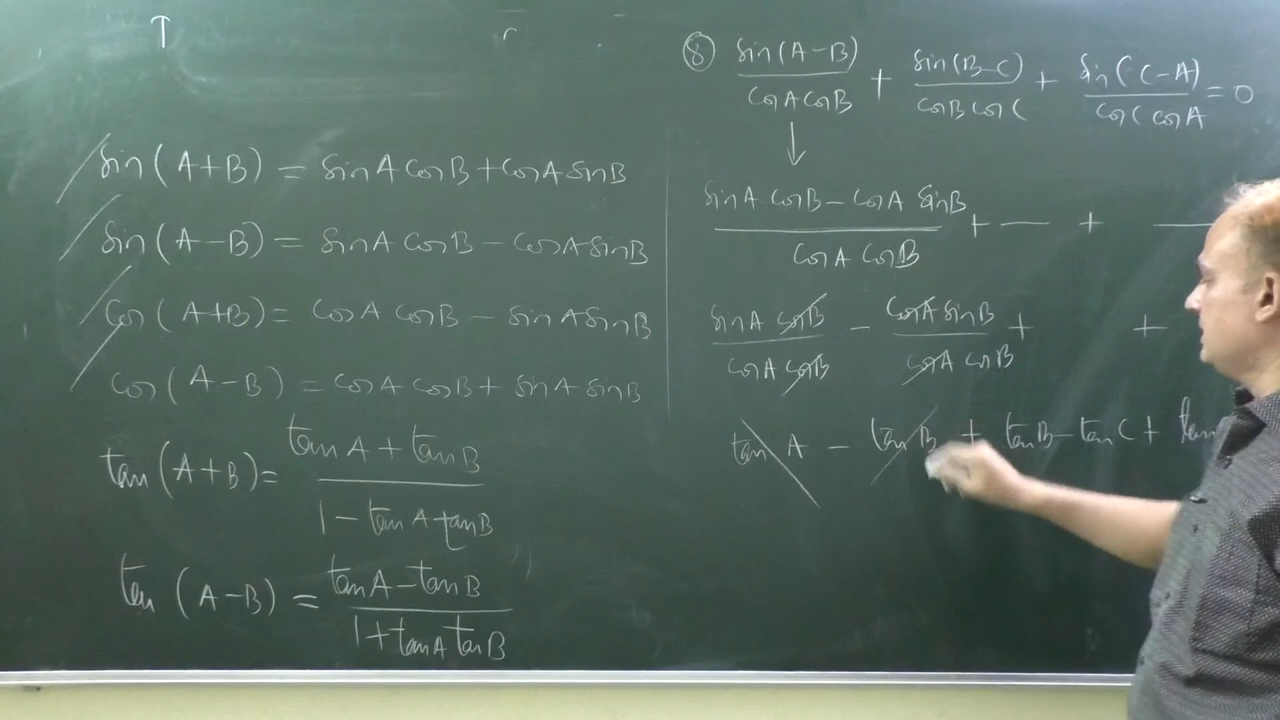 sin(A+B) = sinA cosB + cosA sinB
sin(A-B) = sinA cosB - cosA sinB
cos(A+B) = cosA cosB - sinA sinB
cos(A-B) = cosA cosB + sinA sinB
tan(A+B) = tanA + tanB / 1 - tanA tanB
tan(A-B) = tanA - tanB / 1 + tanA tanB
⑧ sin(A-B) / cosA cosB + sin(B-C) / cosB cosC + sin(C-A) / cosC cosA = 0
↓
sinA cosB - cosA sinB / cosA cosB + — + —
sinA cosB / cosA cosB - cosA sinB / cosA cosB + +
tan A - tan B + tanB - tanC + tan